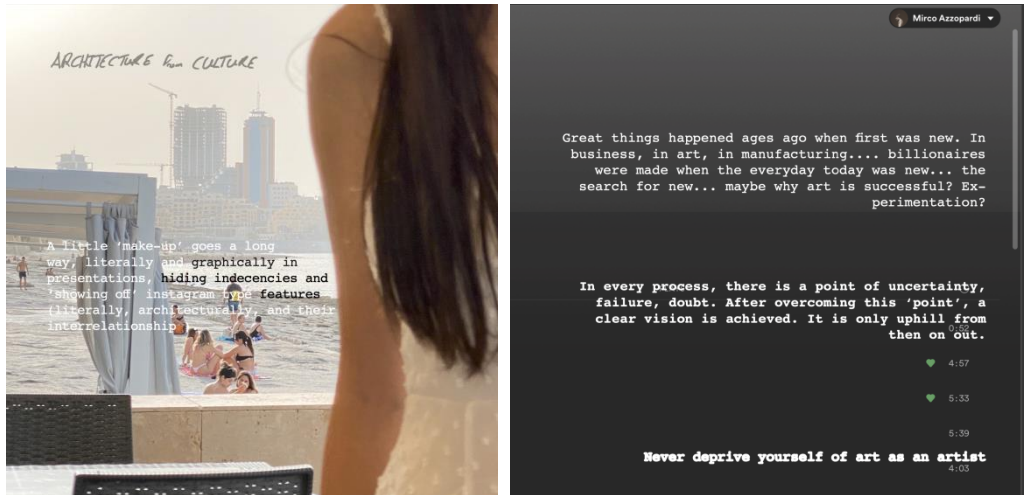 ARCHITECTURE from CULTURE
A little ‘make-up’ goes a long
way, literally and graphically in
presentations, hiding indecencies and
‘showing off’ instagram type features
(literally, architecturally, and their
interrelationship
Mirco Azzopardi
Great things happened ages ago when first was new. In
business, in art, in manufacturing.... billionaires
were made when the everyday today was new... the
search for new... maybe why art is successful? Ex-
perimentation?
In every process, there is a point of uncertainty,
failure, doubt. After overcoming this ‘point’, a
clear vision is achieved. It is only uphill from
then on out.
0:52
4:57
5:33
5:39
Never deprive yourself of art as an artist
4:03